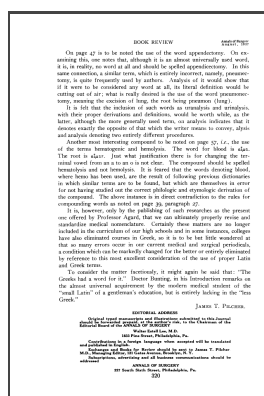 BOOK REVIEW
Annals of Surgery
August, 1937
On page 47 is to be noted the use of the word appendectomy. On ex-
amining this, one notes that, although it is an almost universally used word,
it is, in reality, no word at all and should be spelled appendicectomy. In this
same connection, a similar term, which is entirely incorrect, namely, pneumec-
tomy, is quite frequently used by authors. Analysis of it would show that
if it were to be considered any word at all, its literal definition would be
cutting out of air; what is really desired is the use of the word pneumonec-
tomy, meaning the excision of lung, the root being pneumon (lung).
It is felt that the inclusion of such words as uranalysis and urinalysis,
with their proper derivations and definitions, would be worth while, as the
latter, although the more generally used term, on analysis indicates that it
denotes exactly the opposite of that which the writer means to convey, alysis
and analysis denoting two entirely different procedures.
Another most interesting compound to be noted on page 57, i.e., the use
of the terms hemangenic and hemolysis. The word for blood is
The root is Just what justification there is for changing the ter-
minal vowel from an a to an o is not clear. The compound should be spelled
hematolysis and not hemolysis. It is feared that the words denoting blood,
where hemo has been used, are the result of following previous dictionaries
in which similar terms are to be found, but which are themselves in error
for not having studied out the correct philologic and etymologic derivation
of the compound. The above instance is in direct contradiction to the rules for
compounding words as noted on page 39, paragraph 27.
It is, however, only by the compiling of such researches as the present
one offered by Professor Agard, that we can ultimately properly revise and
standardize medical nomenclature. Certainly these matters are no longer
included in the curriculum of our high schools and in some instances, colleges
have also eliminated courses in Greek, so it is to be little wondered at
that so many errors occur in our current medical and surgical periodicals,
a condition which can be markedly changed for the better or entirely eliminated
by reference to this most excellent consideration of the use of proper Latin
and Greek terms.
To consider the matter facetiously, it might again be said that: "The
Greeks had a word for it." Doctor Bunting, in his Introduction remarks on
the almost universal acquirement by the modern medical student of the
"small Latin" of a gentleman's education, but is entirely lacking in the "less
Greek."
JAMES T. PILCHER.
EDITORIAL ADDRESS
Original typed manuscripts and illustrations submitted to this Journal
should be forwarded prepaid, at the author's risk, to the Chairman of the
Editorial Board of the ANNALS OF SURGERY
Walter Estell Lee, M.D.
1833 Pine Street, Philadelphia, Pa.
Contributions in a foreign language when accepted will be translated
and published in English.
Exchanges and Books for Review should be sent to James T. Pilcher
M.D., Managing Editor, 121 Gates Avenue, Brooklyn, N. Y.
Subscriptions, advertising and all business communications should be
addressed
ANNALS OF SURGERY
227 South Sixth Street, Philadelphia, Pa.
320